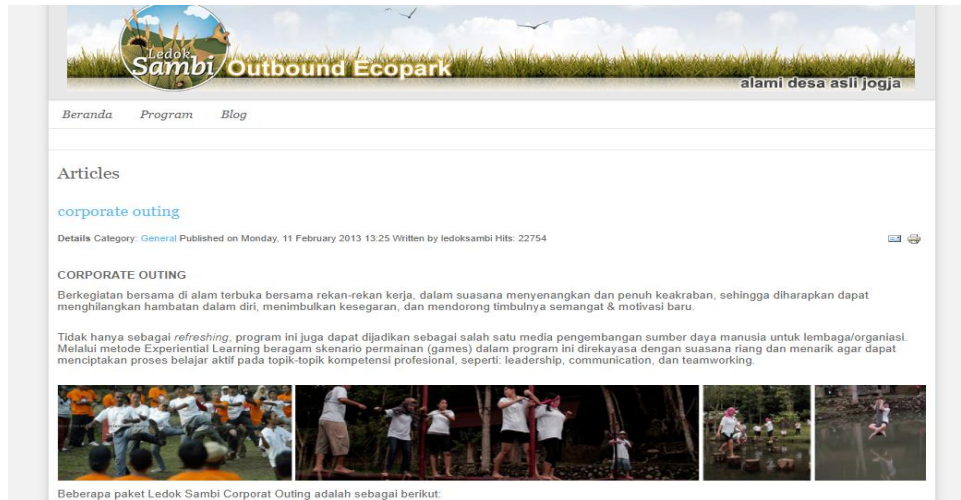 Ledok
Sambi Outbound Ecopark
alami desa asli jogja
Beranda Program Blog
Articles
corporate outing
Details Category: General Published on Monday, 11 February 2013 13:25 Written by ledoksambi Hits: 22754
CORPORATE OUTING
Berkegiatan bersama di alam terbuka bersama rekan-rekan kerja, dalam suasana menyenangkan dan penuh keakraban, sehingga diharapkan dapat
menghilangkan hambatan dalam diri, menimbulkan kesegaran, dan mendorong timbulnya semangat & motivasi baru.
Tidak hanya sebagai refreshing, program ini juga dapat dijadikan sebagai salah satu media pengembangan sumber daya manusia untuk lembaga/organiasi.
Melalui metode Experiential Learning beragam skenario permainan (games) dalam program ini direkayasa dengan suasana riang dan menarik agar dapat
menciptakan proses belajar aktif pada topik-topik kompetensi profesional, seperti: leadership, communication, dan teamworking.
Beberapa paket Ledok Sambi Corporat Outing adalah sebagai berikut: